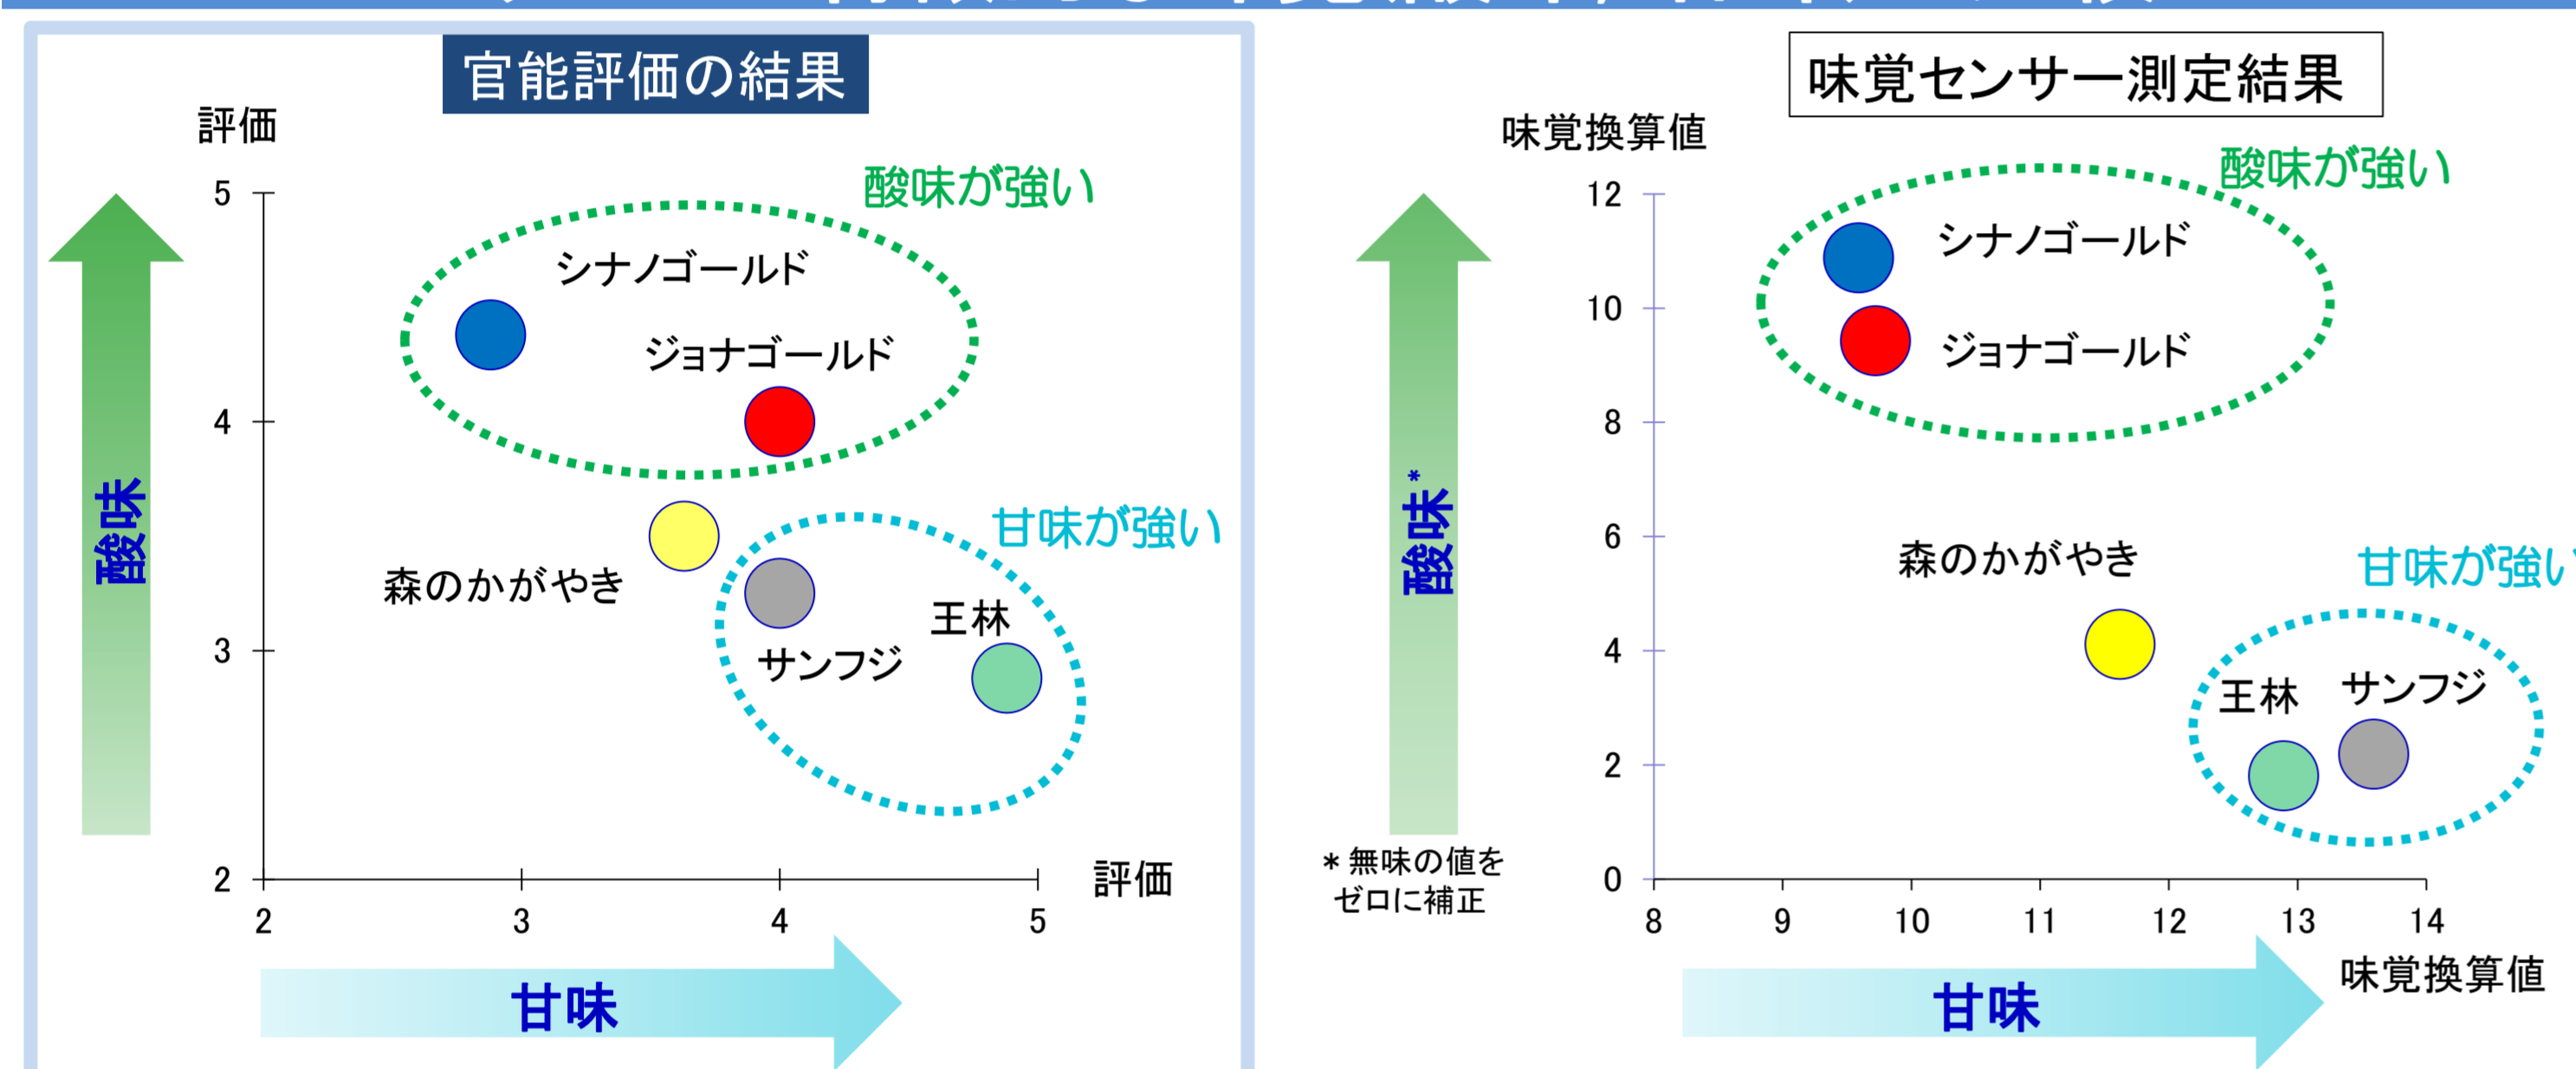 官能評価の結果
評価
5
4
3
2
酸味
酸味が強い
シナノゴールド
ジョナゴールド
甘味が強い
森のかがやき
王林
サンフジ
2
3
4
5
評価
甘味
味覚センサー測定結果
味覚換算値
12
10
8
6
4
2
0
酸味*
* 無味の値を
ゼロに補正
酸味が強い
シナノゴールド
ジョナゴールド
森のかがやき
甘味が強い
王林
サンフジ
8
9
10
11
12
13
14
味覚換算値
甘味